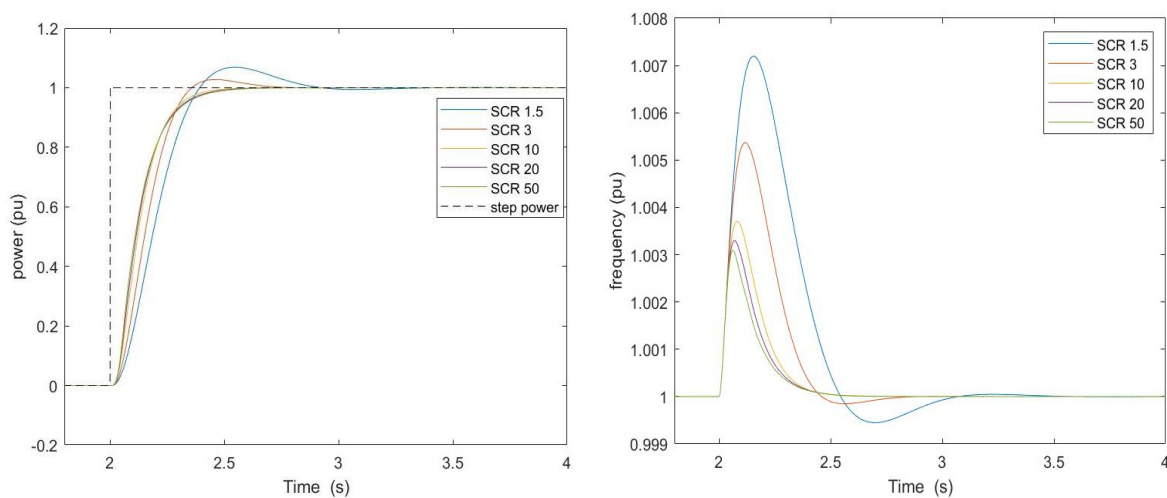 1.2
1
0.8
0.6
0.4
0.2
0
-0.2
power (pu)
2
2.5
3
3.5
4
Time (s)
SCR 1.5
SCR 3
SCR 10
SCR 20
SCR 50
step power
1.008
1.007
1.006
1.005
1.004
1.003
1.002
1.001
1
0.999
frequency (pu)
2
2.5
3
3.5
4
Time (s)
SCR 1.5
SCR 3
SCR 10
SCR 20
SCR 50